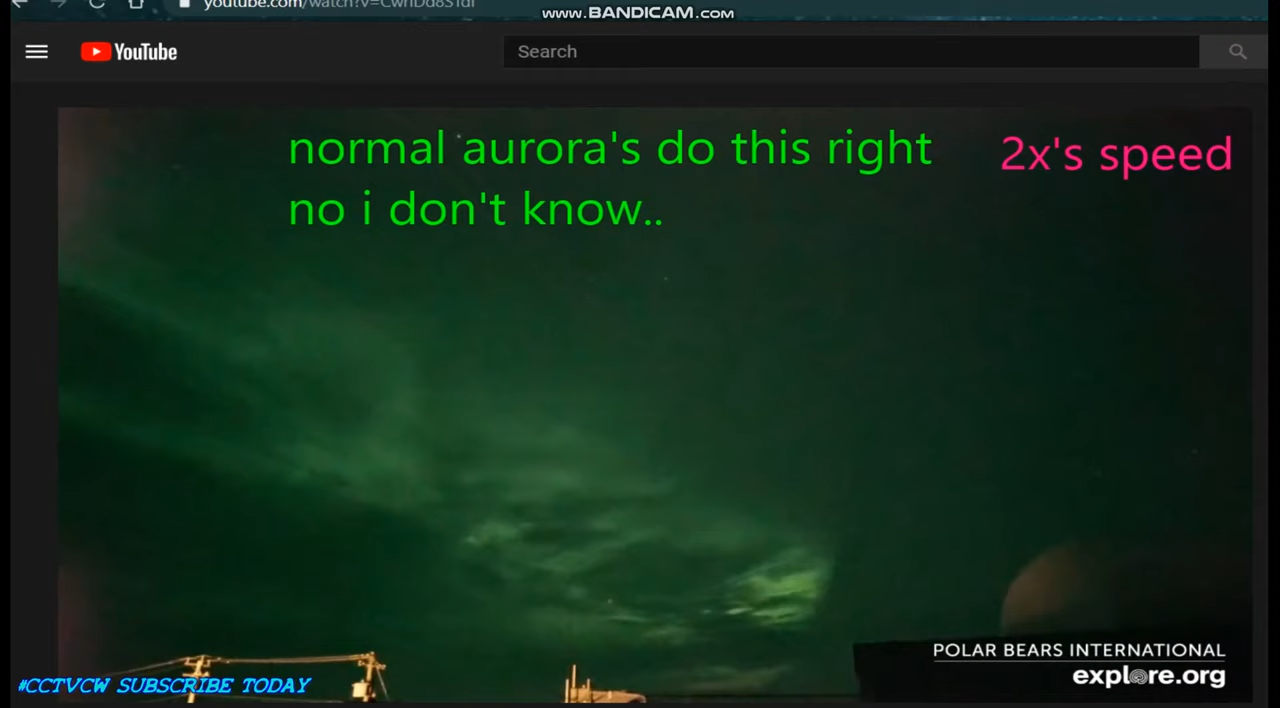 www.BANDICAM.com
YouTube
Search
normal aurora's do this right
2x's speed
no i don't know..
POLAR BEARS INTERNATIONAL
explore.org
#CCTVCW SUBSCRIBE TODAY